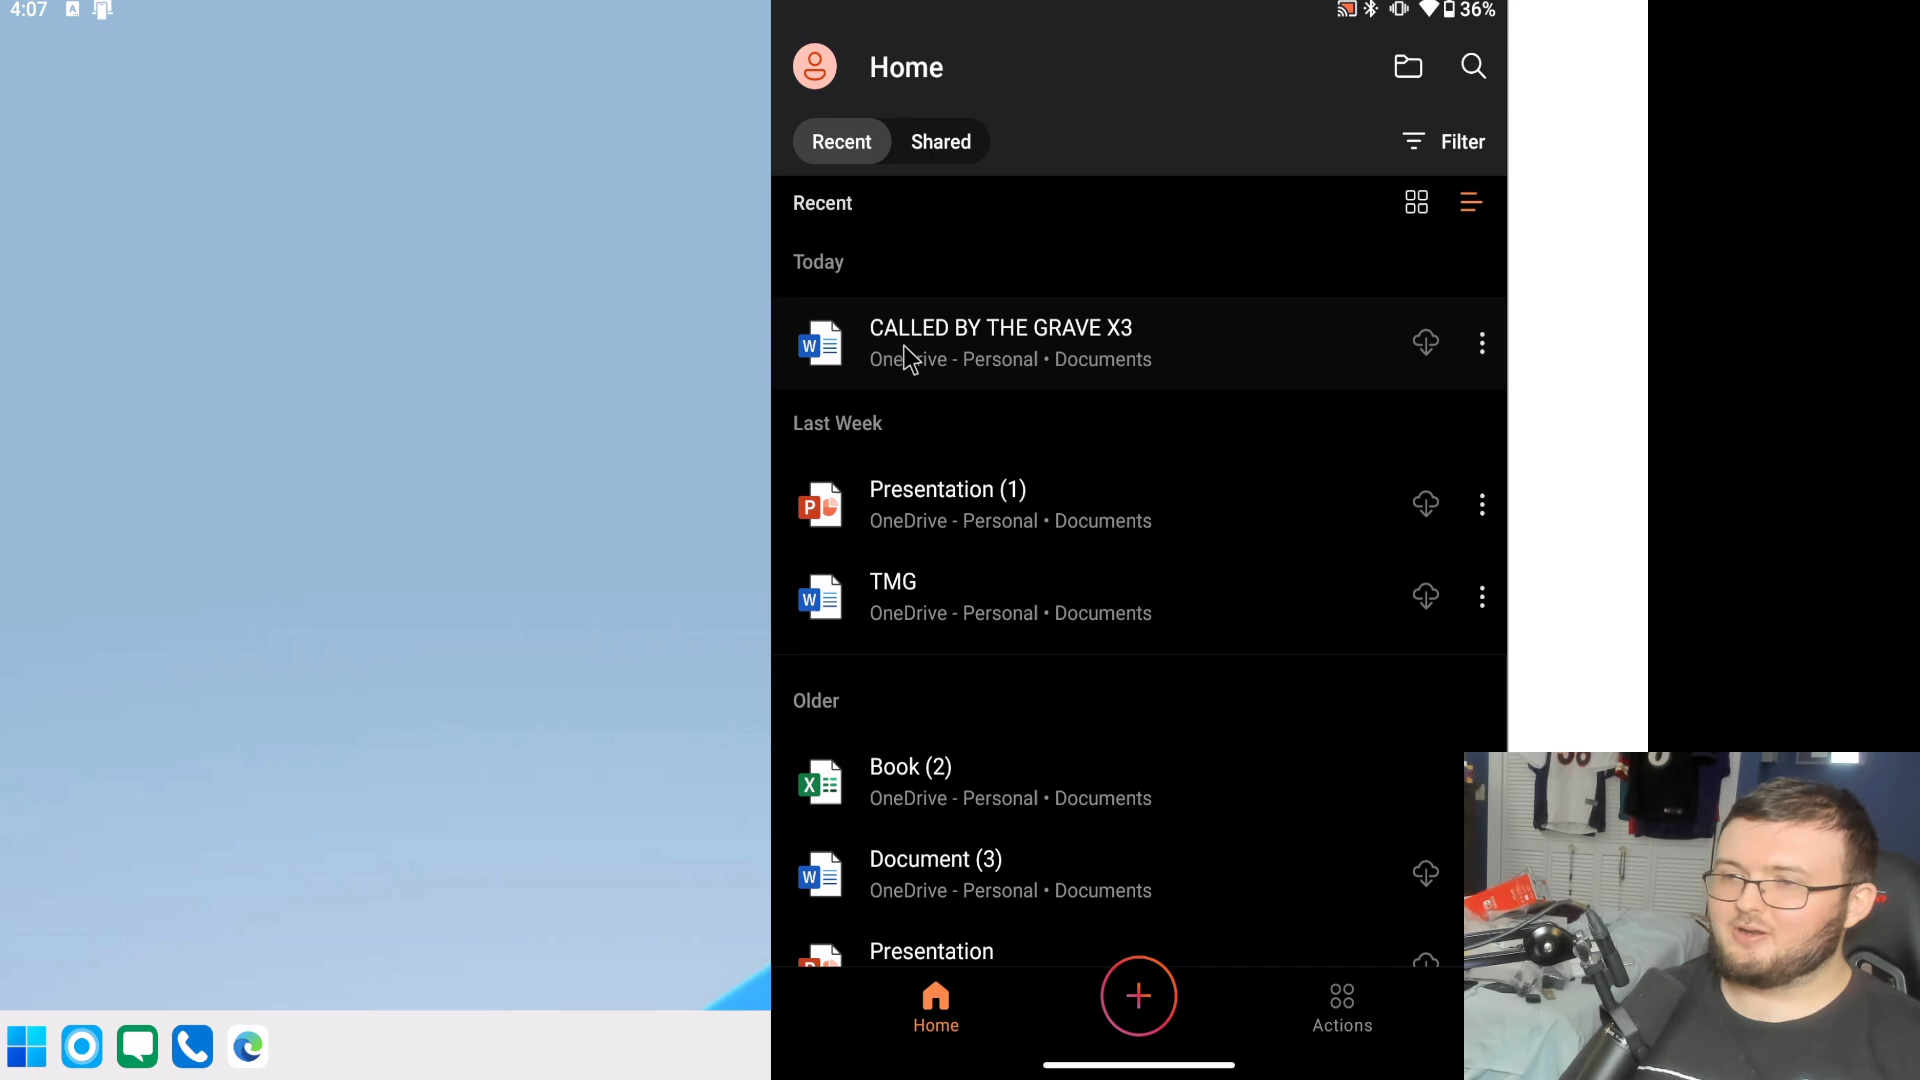 4:07
36%
Home
Recent
Shared
Filter
Recent
Today
CALLED BY THE GRAVE X3
OneDrive - Personal • Documents
Last Week
Presentation (1)
OneDrive - Personal • Documents
TMG
OneDrive - Personal • Documents
Older
Book (2)
OneDrive - Personal • Documents
Document (3)
OneDrive - Personal • Documents
Presentation
Home
Actions